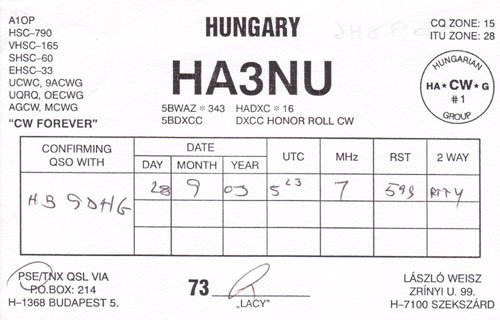 A1OP
HSC–790
VHSC–165
SHSC–60
EHSC–33
UCWC, 9ACWG
UQRQ, OECWG
AGCW, MCWG
"CW FOREVER"
HUNGARY
HA3NU
5BWAZ * 343 HADXC * 16
5BDXCC DXCC HONOR ROLL CW
CQ ZONE: 15
ITU ZONE: 28
HUNGARIAN
HA * CW * G
#1
GROUP
CONFIRMING QSO WITH DATE DAY MONTH YEAR UTC MHz RST 2 WAY
HB9DHG 28 9 03 5 23 7 599 RTTY
PSE/TNX QSL VIA
P.O.BOX: 214
H–1368 BUDAPEST 5.
73
"LACY"
LÁSZLÓ WEISZ
ZRÍNYI U. 99.
H–7100 SZEKSZÁRD